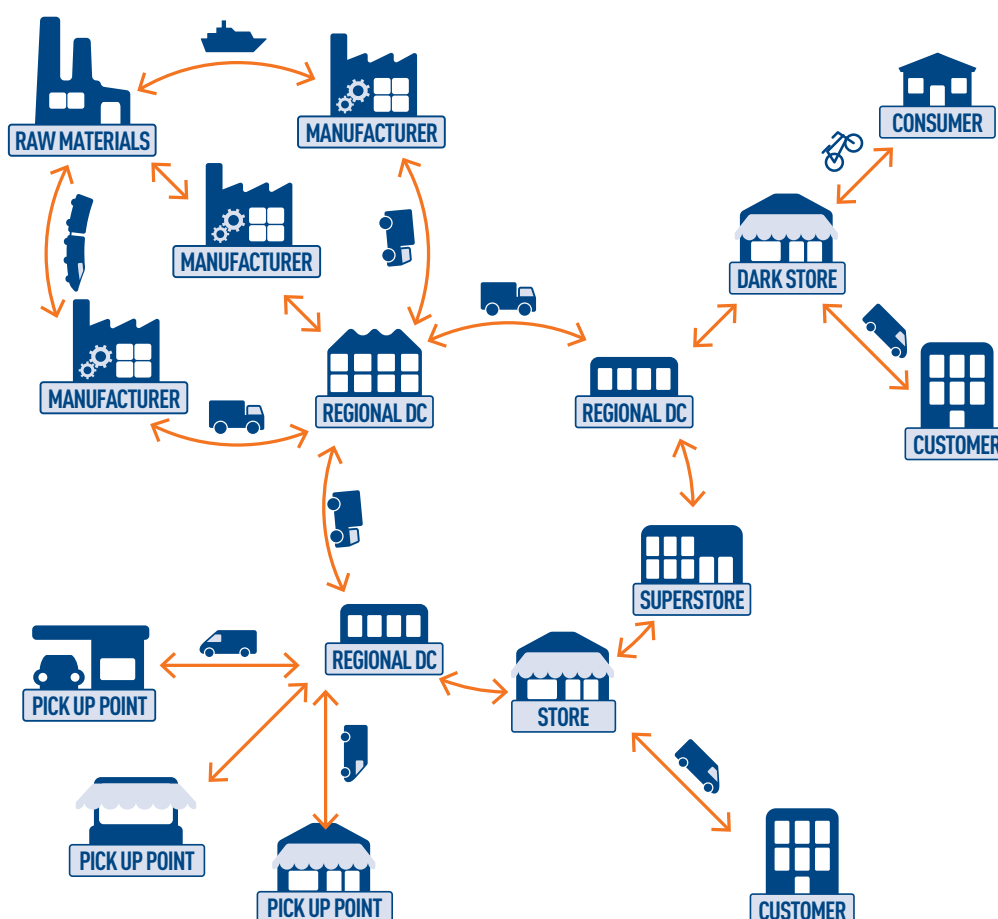 CONSUMER
RAW MATERIALS
MANUFACTURER
MANUFACTURER
DARK STORE
MANUFACTURER
REGIONAL DC
REGIONAL DC
CUSTOMER
SUPERSTORE
REGIONAL DC
PICK UP POINT
STORE
PICK UP POINT
PICK UP POINT
CUSTOMER